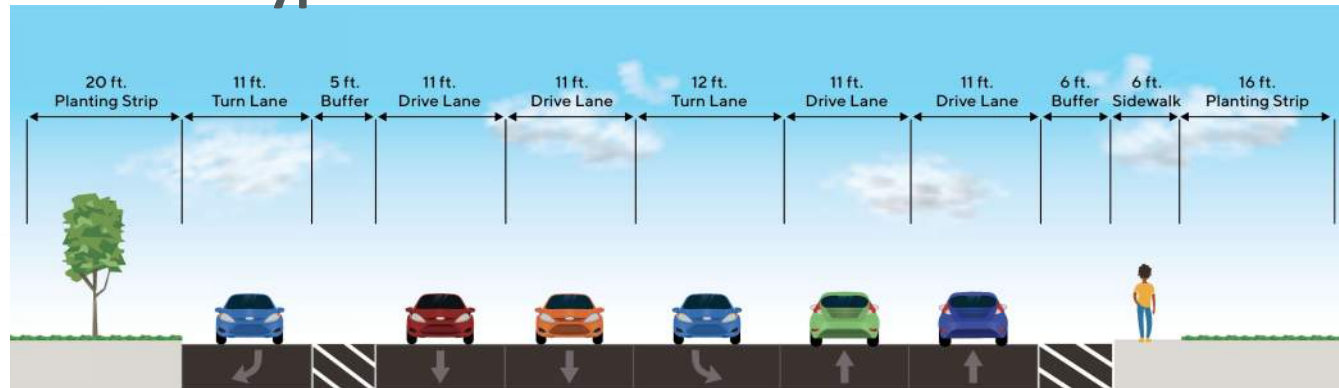 20 ft.
Planting Strip
11 ft.
Turn Lane
5 ft.
Buffer
11 ft.
Drive Lane
11 ft.
Drive Lane
12 ft.
Turn Lane
11 ft.
Drive Lane
11 ft.
Drive Lane
6 ft.
Buffer
6 ft.
Sidewalk
16 ft.
Planting Strip